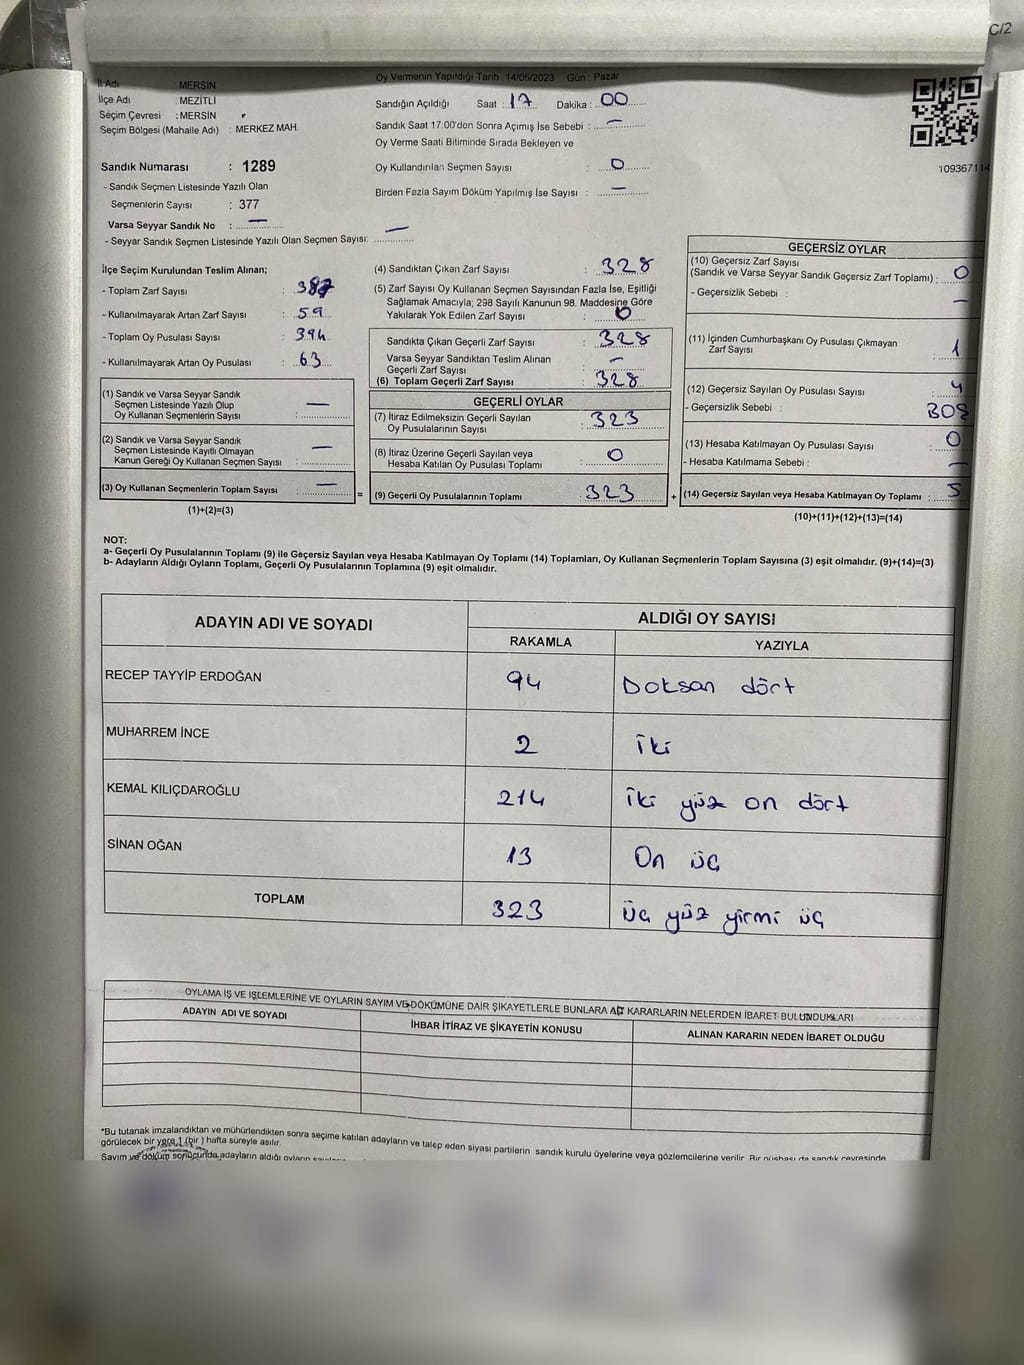 C/2
İl Adı : MERSİN
İlçe Adı : MEZİTLİ
Seçim Çevresi : MERSİN
Seçim Bölgesi (Mahalle Adı) : MERKEZ MAH.
Sandık Numarası : 1289
- Sandık Seçmen Listesinde Yazılı Olan
Seçmenlerin Sayısı : 377
Varsa Seyyar Sandık No : —
- Seyyar Sandık Seçmen Listesinde Yazılı Olan Seçmen Sayısı: —
Oy Vermenin Yapıldığı Tarih : 14/05/2023 Gün : Pazar
Sandığın Açıldığı Saat : 17 Dakika : 00
Sandık Saat 17:00'den Sonra Açımış İse Sebebi : —
Oy Verme Saati Bitiminde Sırada Bekleyen ve
Oy Kullandırılan Seçmen Sayısı : 0
Birden Fazla Sayım Döküm Yapılmış İse Sayısı : —
109367114
İlçe Seçim Kurulundan Teslim Alınan;
- Toplam Zarf Sayısı : 387
- Kullanılmayarak Artan Zarf Sayısı : 59
- Toplam Oy Pusulası Sayısı : 394
- Kullanılmayarak Artan Oy Pusulası : 63
(1) Sandık ve Varsa Seyyar Sandık
Seçmen Listesinde Yazılı Olup
Oy Kullanan Seçmenlerin Sayısı : —
(2) Sandık ve Varsa Seyyar Sandık
Seçmen Listesinde Kayıtlı Olmayan
Kanun Gereği Oy Kullanan Seçmen Sayısı : —
(3) Oy Kullanan Seçmenlerin Toplam Sayısı : — =
(1)+(2)=(3)
(4) Sandıktan Çıkan Zarf Sayısı : 328
(5) Zarf Sayısı Oy Kullanan Seçmen Sayısından Fazla İse, Eşitliği
Sağlamak Amacıyla; 298 Sayılı Kanunun 98. Maddesine Göre
Yakılarak Yok Edilen Zarf Sayısı : 0
Sandıkta Çıkan Geçerli Zarf Sayısı : 328
Varsa Seyyar Sandıktan Teslim Alınan
Geçerli Zarf Sayısı : —
(6) Toplam Geçerli Zarf Sayısı : 328
GEÇERLİ OYLAR
(7) İtiraz Edilmeksizin Geçerli Sayılan
Oy Pusulalarının Sayısı : 323
(8) İtiraz Üzerine Geçerli Sayılan veya
Hesaba Katılan Oy Pusulası Toplamı : 0
(9) Geçerli Oy Pusulalarının Toplamı : 323 +
GEÇERSİZ OYLAR
(10) Geçersiz Zarf Sayısı
(Sandık ve Varsa Seyyar Sandık Geçersiz Zarf Toplamı) : 0
- Geçersizlik Sebebi : —
(11) İçinden Cumhurbaşkanı Oy Pusulası Çıkmayan
Zarf Sayısı : 1
(12) Geçersiz Sayılan Oy Pusulası Sayısı : 4
- Geçersizlik Sebebi : BOŞ
(13) Hesaba Katılmayan Oy Pusulası Sayısı : 0
- Hesaba Katılmama Sebebi : —
(14) Geçersiz Sayılan veya Hesaba Katılmayan Oy Toplamı : 5
(10)+(11)+(12)+(13)=(14)
NOT:
a- Geçerli Oy Pusulalarının Toplamı (9) ile Geçersiz Sayılan veya Hesaba Katılmayan Oy Toplamı (14) Toplamları, Oy Kullanan Seçmenlerin Toplam Sayısına (3) eşit olmalıdır. (9)+(14)=(3)
b- Adayların Aldığı Oyların Toplamı, Geçerli Oy Pusulalarının Toplamına (9) eşit olmalıdır.
ADAYIN ADI VE SOYADI ALDIĞI OY SAYISI
RAKAMLA YAZIYLA
RECEP TAYYİP ERDOĞAN 94 Doksan dört
MUHARREM İNCE 2 İki
KEMAL KILIÇDAROĞLU 214 İki yüz on dört
SİNAN OĞAN 13 On üç
TOPLAM 323 üç yüz yirmi üç
OYLAMA İŞ VE İŞLEMLERİNE VE OYLARIN SAYIM VE DÖKÜMÜNE DAİR ŞİKAYETLERLE BUNLARA AİT KARARLARIN NELERDEN İBARET BULUNDUKLARI
ADAYIN ADI VE SOYADI İHBAR İTİRAZ VE ŞİKAYETİN KONUSU ALINAN KARARIN NEDEN İBARET OLDUĞU
*Bu tutanak imzalandıktan ve mühürlendikten sonra seçime katılan adayların ve talep eden siyasi partilerin sandık kurulu üyelerine veya gözlemcilerine verilir. Bir nüshası da sandık çevresinde
görülecek bir yere 1 (bir) hafta süreyle asılır.
Sayım ve döküm sonucunda adayların aldığı oyların